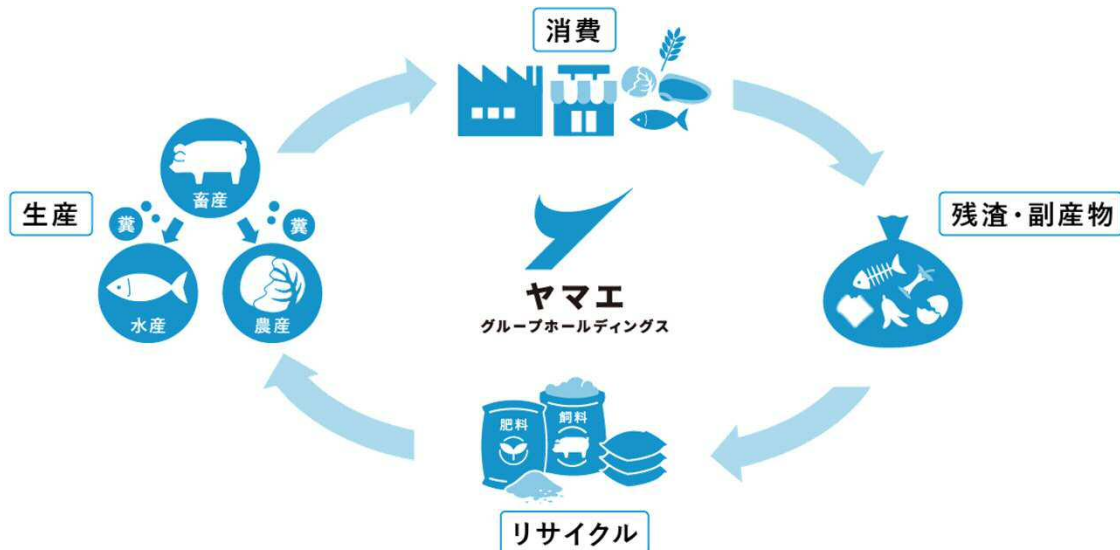 消費
生産
畜産
糞
糞
水産
農産
残渣・副産物
ヤマエ
グループホールディングス
肥料
飼料
リサイクル